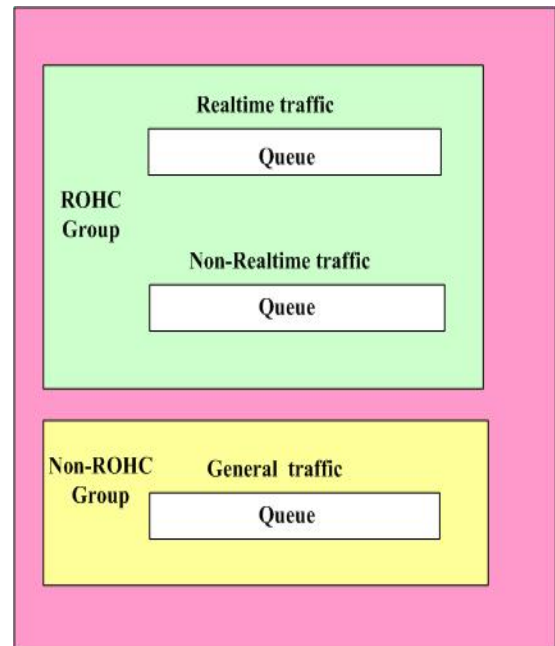 Realtime traffic
Queue
ROHC
Group
Non-Realtime traffic
Queue
Non-ROHC
Group
General traffic
Queue